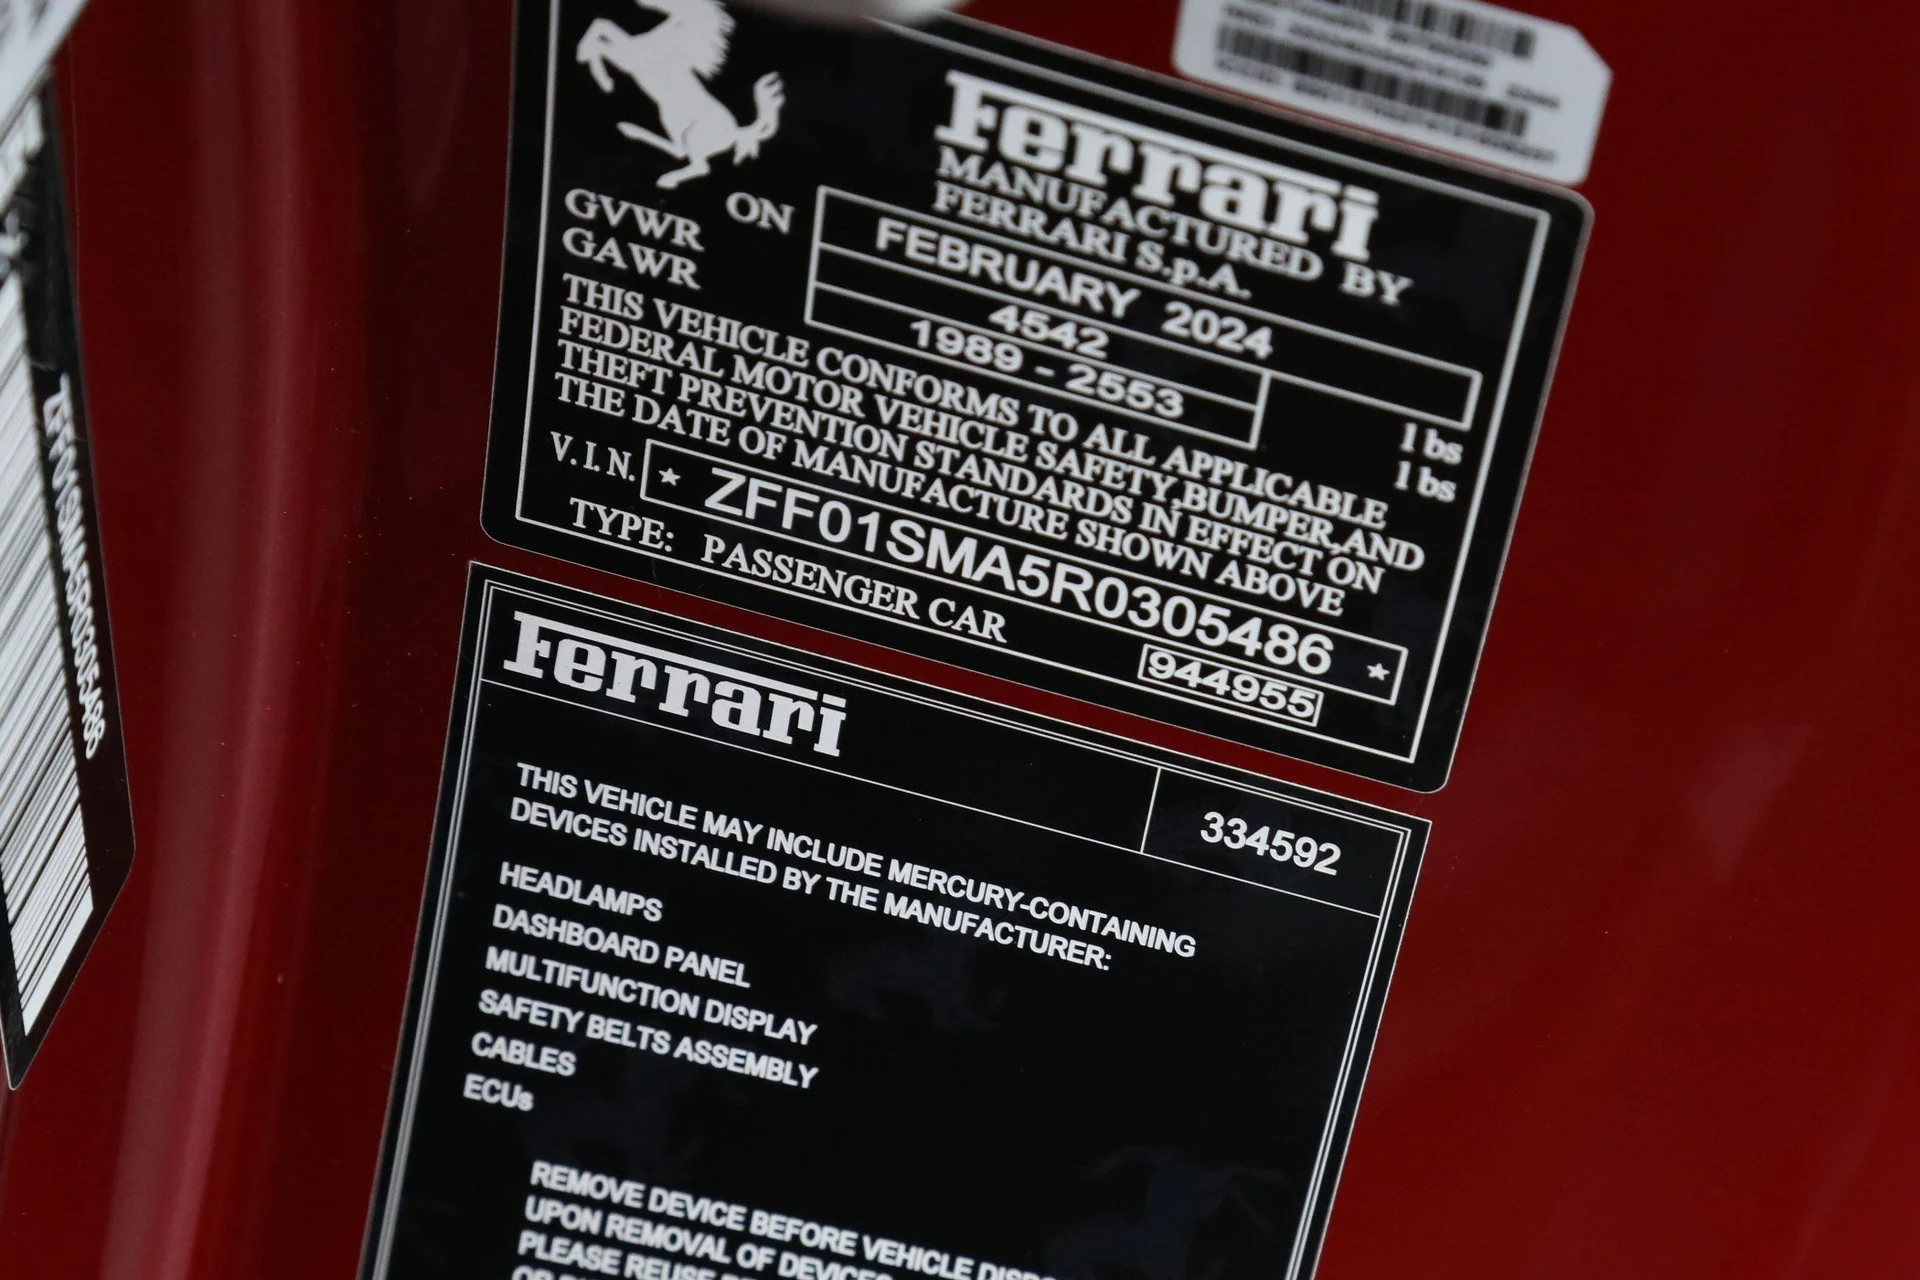 Ferrari
MANUFACTURED BY
FERRARI S.p.A.
ON FEBRUARY 2024
GVWR 4542 lbs
GAWR 1989 - 2553 lbs
THIS VEHICLE CONFORMS TO ALL APPLICABLE
FEDERAL MOTOR VEHICLE SAFETY,BUMPER,AND
THEFT PREVENTION STANDARDS IN EFFECT ON
THE DATE OF MANUFACTURE SHOWN ABOVE
V.I.N. ★ ZFF01SMA5R0305486 ★
TYPE: PASSENGER CAR
944955
Ferrari
334592
THIS VEHICLE MAY INCLUDE MERCURY-CONTAINING
DEVICES INSTALLED BY THE MANUFACTURER:
HEADLAMPS
DASHBOARD PANEL
MULTIFUNCTION DISPLAY
SAFETY BELTS ASSEMBLY
CABLES
ECUs
REMOVE DEVICE BEFORE VEHICLE
UPON REMOVAL OF DEVICES
PLEASE REUSE
ZFF01SMA5R0305486